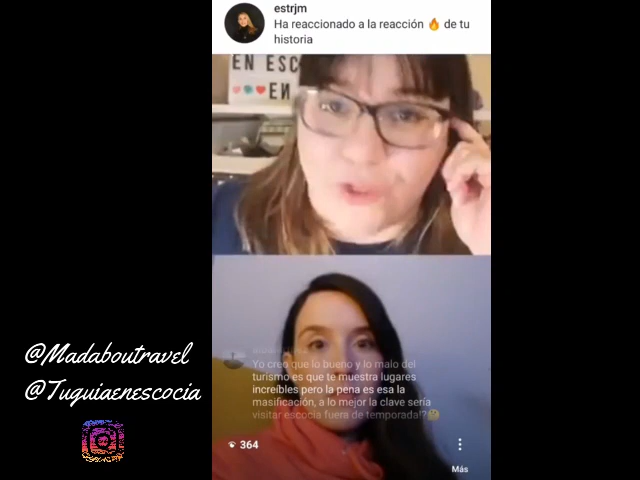 estrjm
Ha reaccionado a la reacción 🔥 de tu
historia
EN ESC
EN
Yo creo que lo bueno y lo malo del
turismo es que te muestra lugares
increíbles pero la pena es esa la
masificación, a lo mejor la clave sería
visitar escocia fuera de temporada!?🤔
364
Más
@Madaboutravel
@Tuguiaenescocia